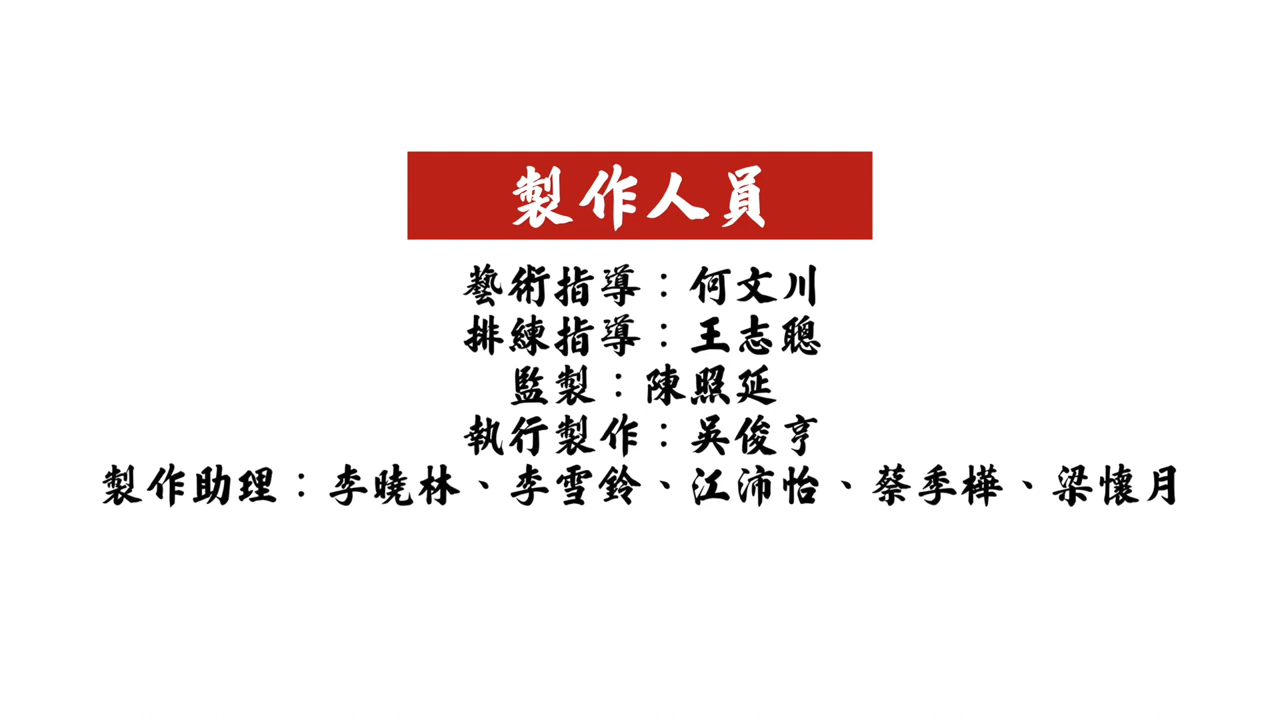 製作人員
藝術指導：何文川
排練指導：王志聰
監製：陳照延
執行製作：吳俊亨
製作助理：李曉林、李雪鈴、江沛怡、蔡季樺、梁懷月